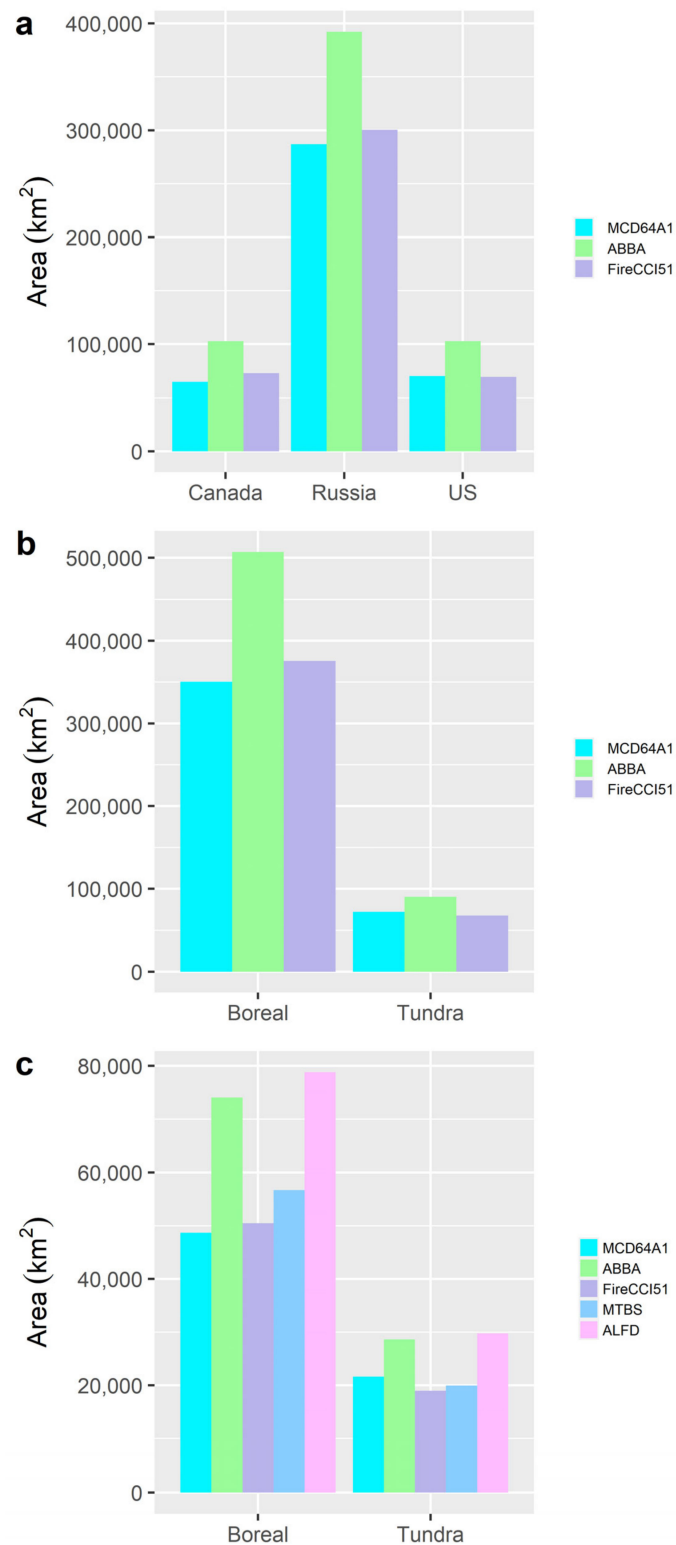 a
400,000
300,000
200,000
100,000
0
Area (km²)
Canada Russia US
MCD64A1
ABBA
FireCCI51
b
500,000
400,000
300,000
200,000
100,000
0
Area (km²)
Boreal Tundra
MCD64A1
ABBA
FireCCI51
c
80,000
60,000
40,000
20,000
0
Area (km²)
Boreal Tundra
MCD64A1
ABBA
FireCCI51
MTBS
ALFD